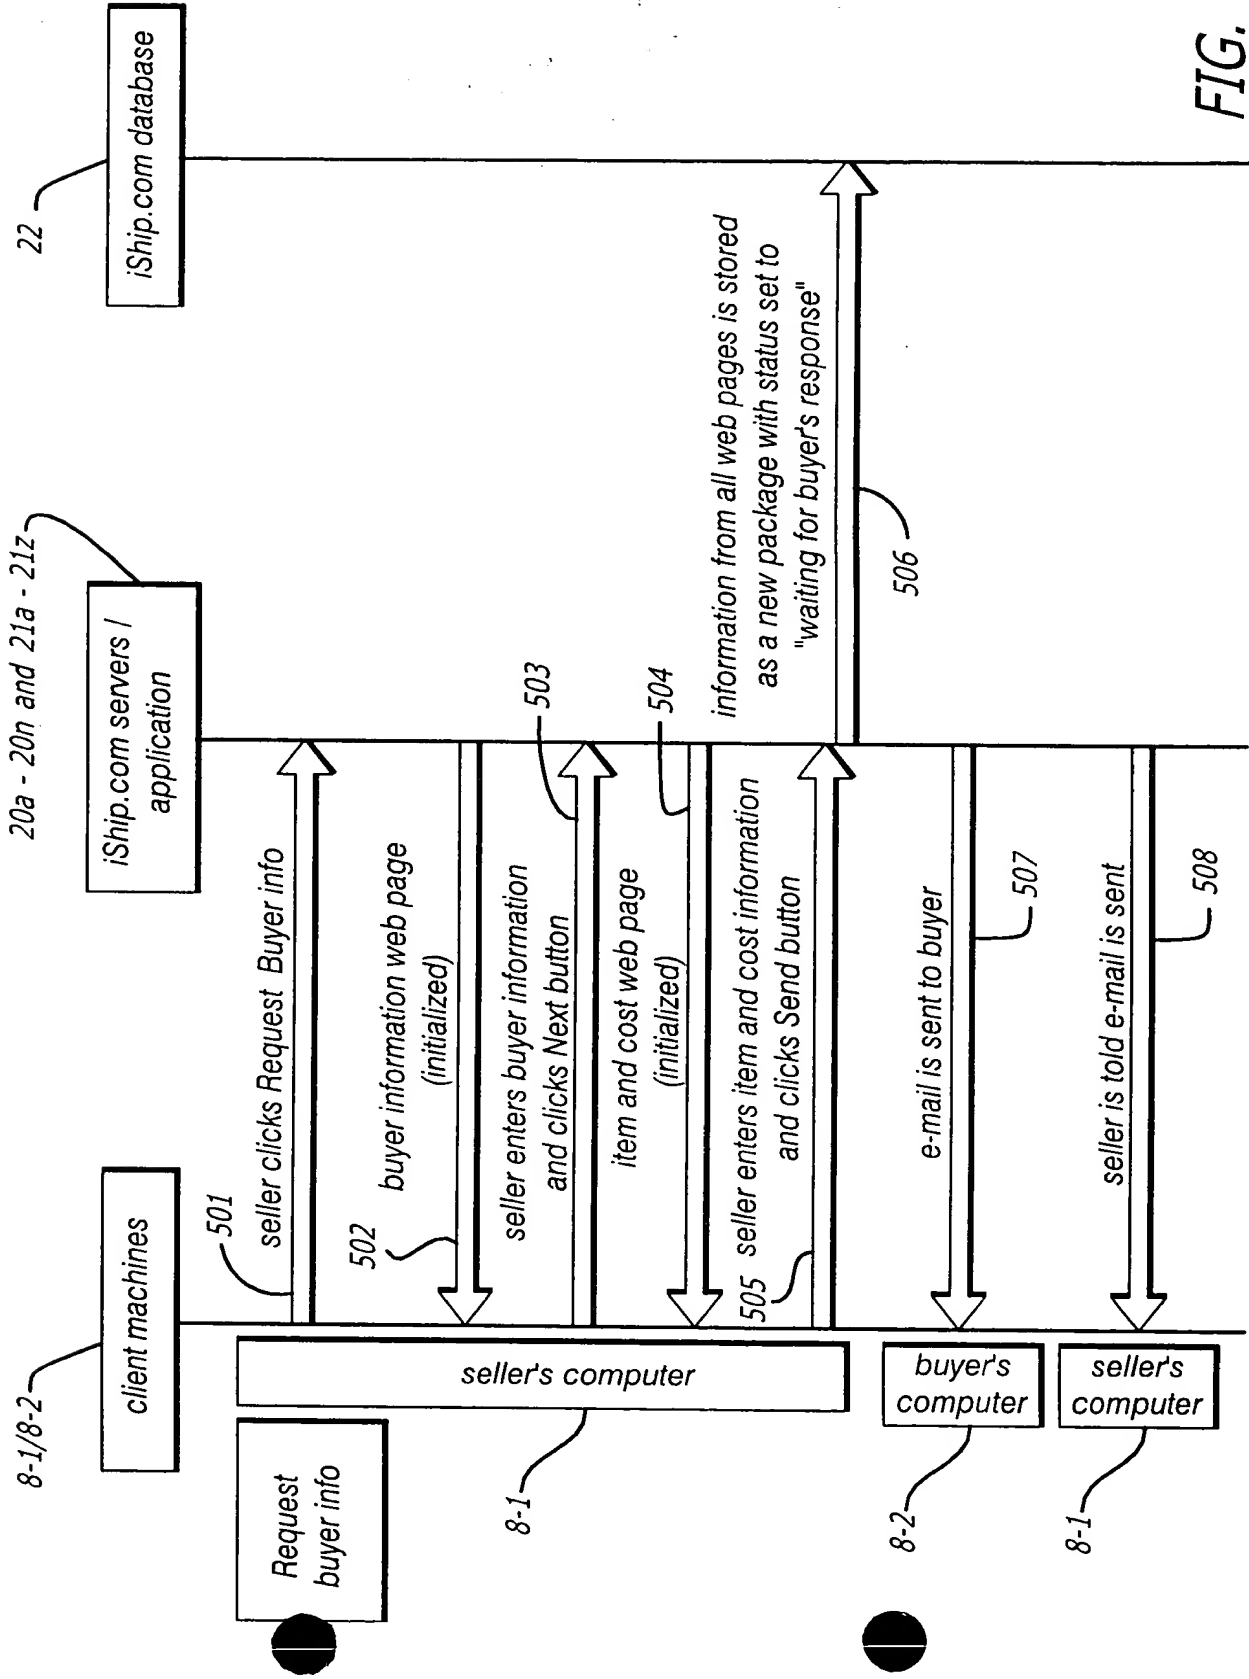 8-1/8-2
client machines
20a - 20n and 21a - 21z
iShip.com servers /
application
22
iShip.com database
Request
buyer info
seller's computer
8-1
501
seller clicks Request Buyer info
502
buyer information web page
(initialized)
seller enters buyer information
and clicks Next button
503
item and cost web page
(initialized)
504
505
seller enters item and cost information
and clicks Send button
information from all web pages is stored
as a new package with status set to
"waiting for buyer's response"
506
buyer's
computer
8-2
e-mail is sent to buyer
507
seller's
computer
8-1
seller is told e-mail is sent
508
FIG.